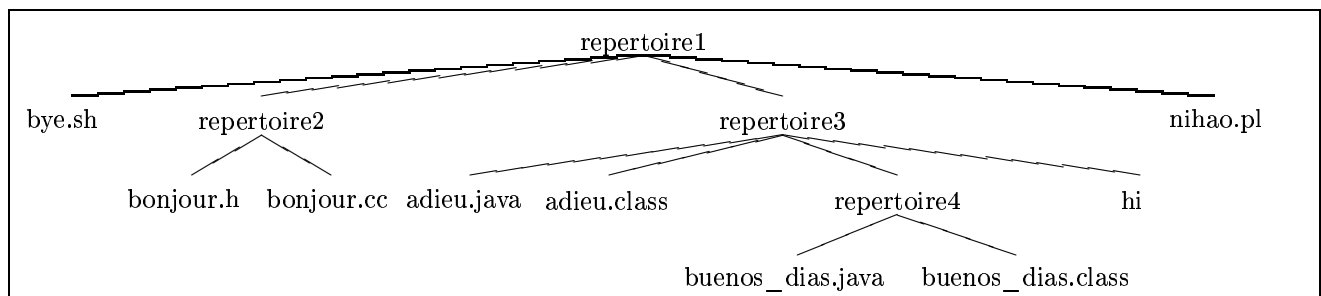 repertoire1
bye.sh repertoire2 repertoire3 nihao.pl
bonjour.h bonjour.cc adieu.java adieu.class repertoire4 hi
buenos_dias.java buenos_dias.class